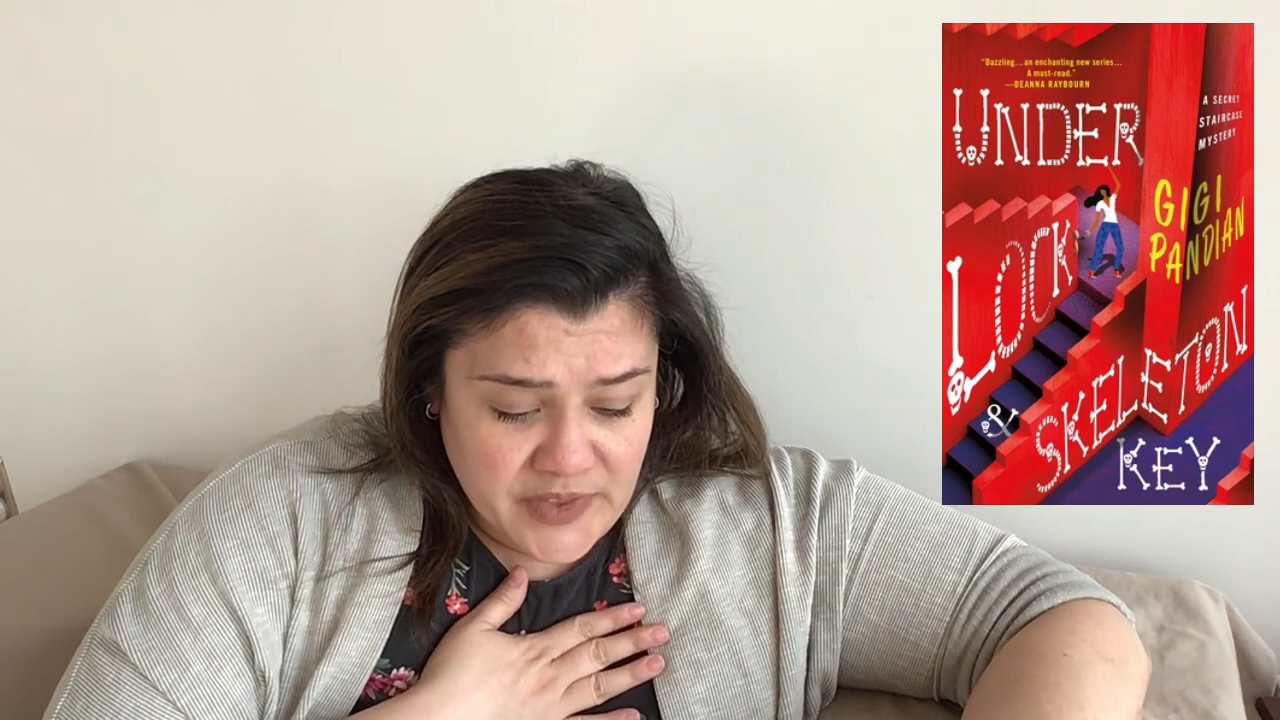 "Dazzling...an enchanting new series...
A must-read."
—DEANNA RAYBOURN
UNDER
LOCK
& SKELETON
KEY
A SECRET
STAIRCASE
MYSTERY
GIGI
PANDIAN